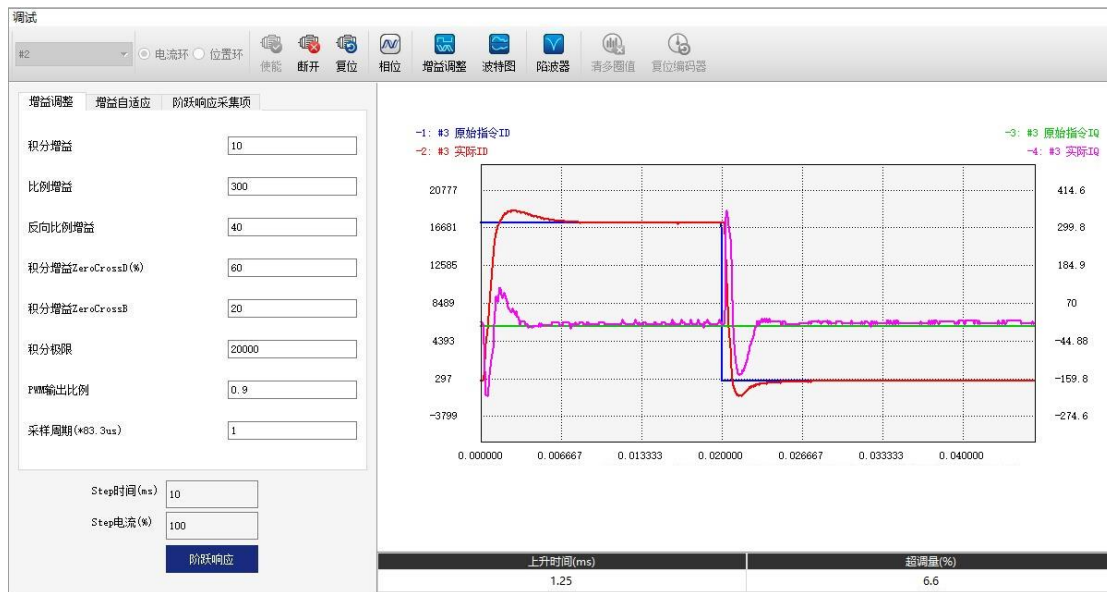 调试
#2 电流环 位置环 使能 断开 复位 相位 增益调整 波特图 陷波器 清多圈值 复位编码器
增益调整 增益自适应 阶跃响应采集项
积分增益 10
比例增益 300
反向比例增益 40
积分增益ZeroCrossD(%) 60
积分增益ZeroCrossB 20
积分极限 20000
PWM输出比例 0.9
采样周期(*83.3us) 1
Step时间(ms) 10
Step电流(%) 100
阶跃响应
-1: #3 原始指令ID
-2: #3 实际ID
-3: #3 原始指令IQ
-4: #3 实际IQ
20777 414.6
16681 299.8
12585 184.9
8489 70
4393 -44.88
297 -159.8
-3799 -274.6
0.000000 0.006667 0.013333 0.020000 0.026667 0.033333 0.040000
上升时间(ms) 超调量(%)
1.25 6.6